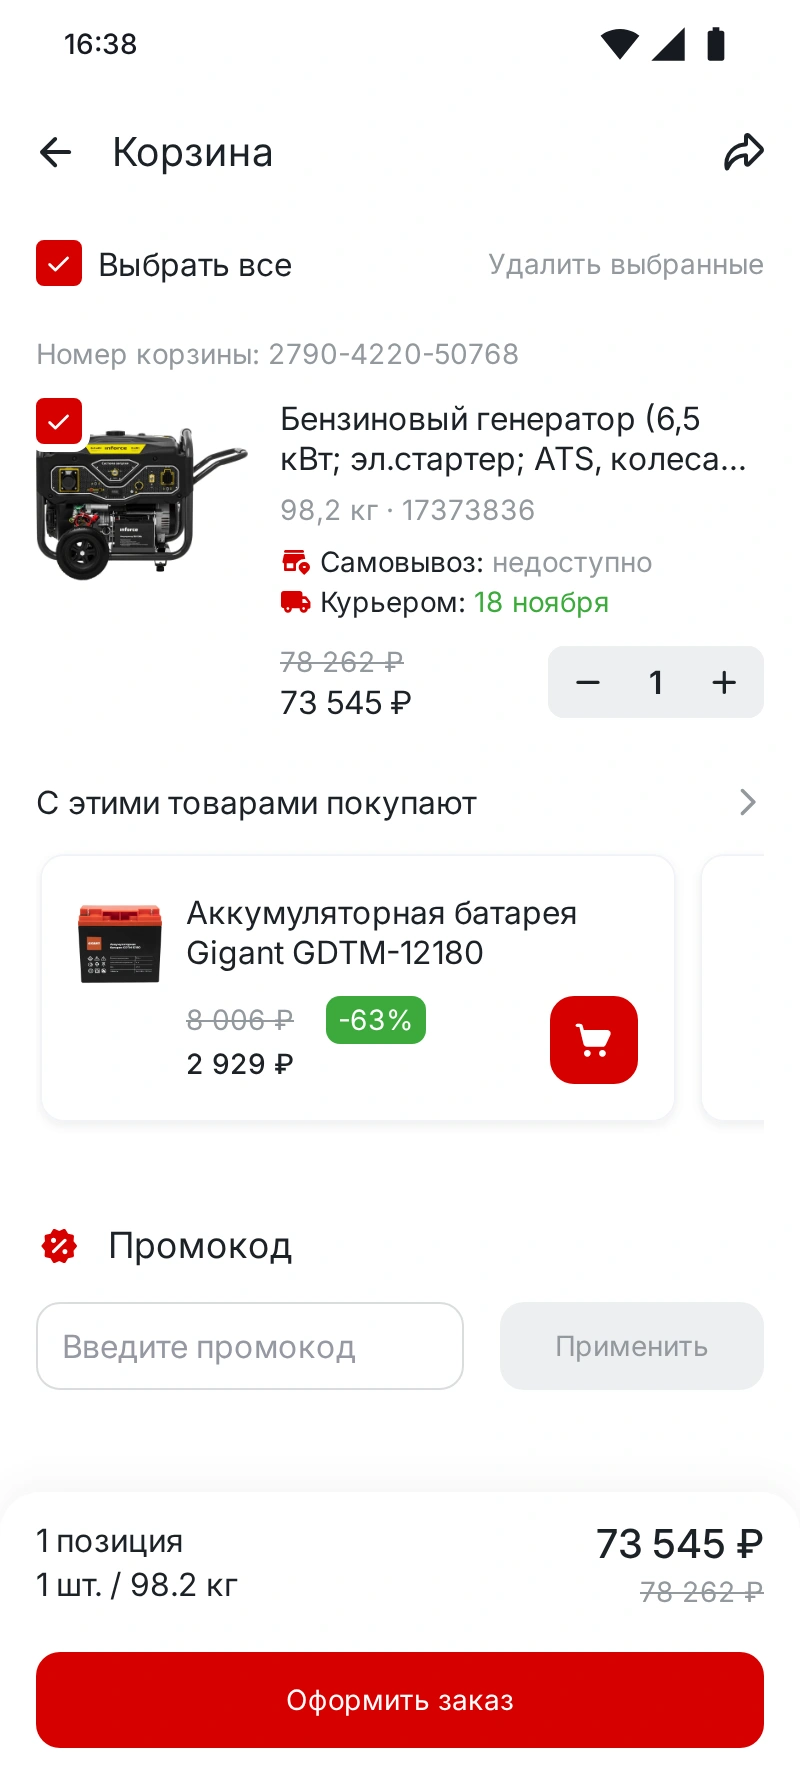 16:38
Корзина
Выбрать все
Удалить выбранные
Номер корзины: 2790-4220-50768
Бензиновый генератор (6,5
кВт; эл.стартер; ATS, колеса...
98,2 кг · 17373836
Самовывоз: недоступно
Курьером: 18 ноября
78 262 ₽
73 545 ₽
1
С этими товарами покупают
Аккумуляторная батарея
Gigant GDTM-12180
8 006 ₽
-63%
2 929 ₽
Промокод
Введите промокод
Применить
1 позиция
73 545 ₽
1 шт. / 98.2 кг
78 262 ₽
Оформить заказ